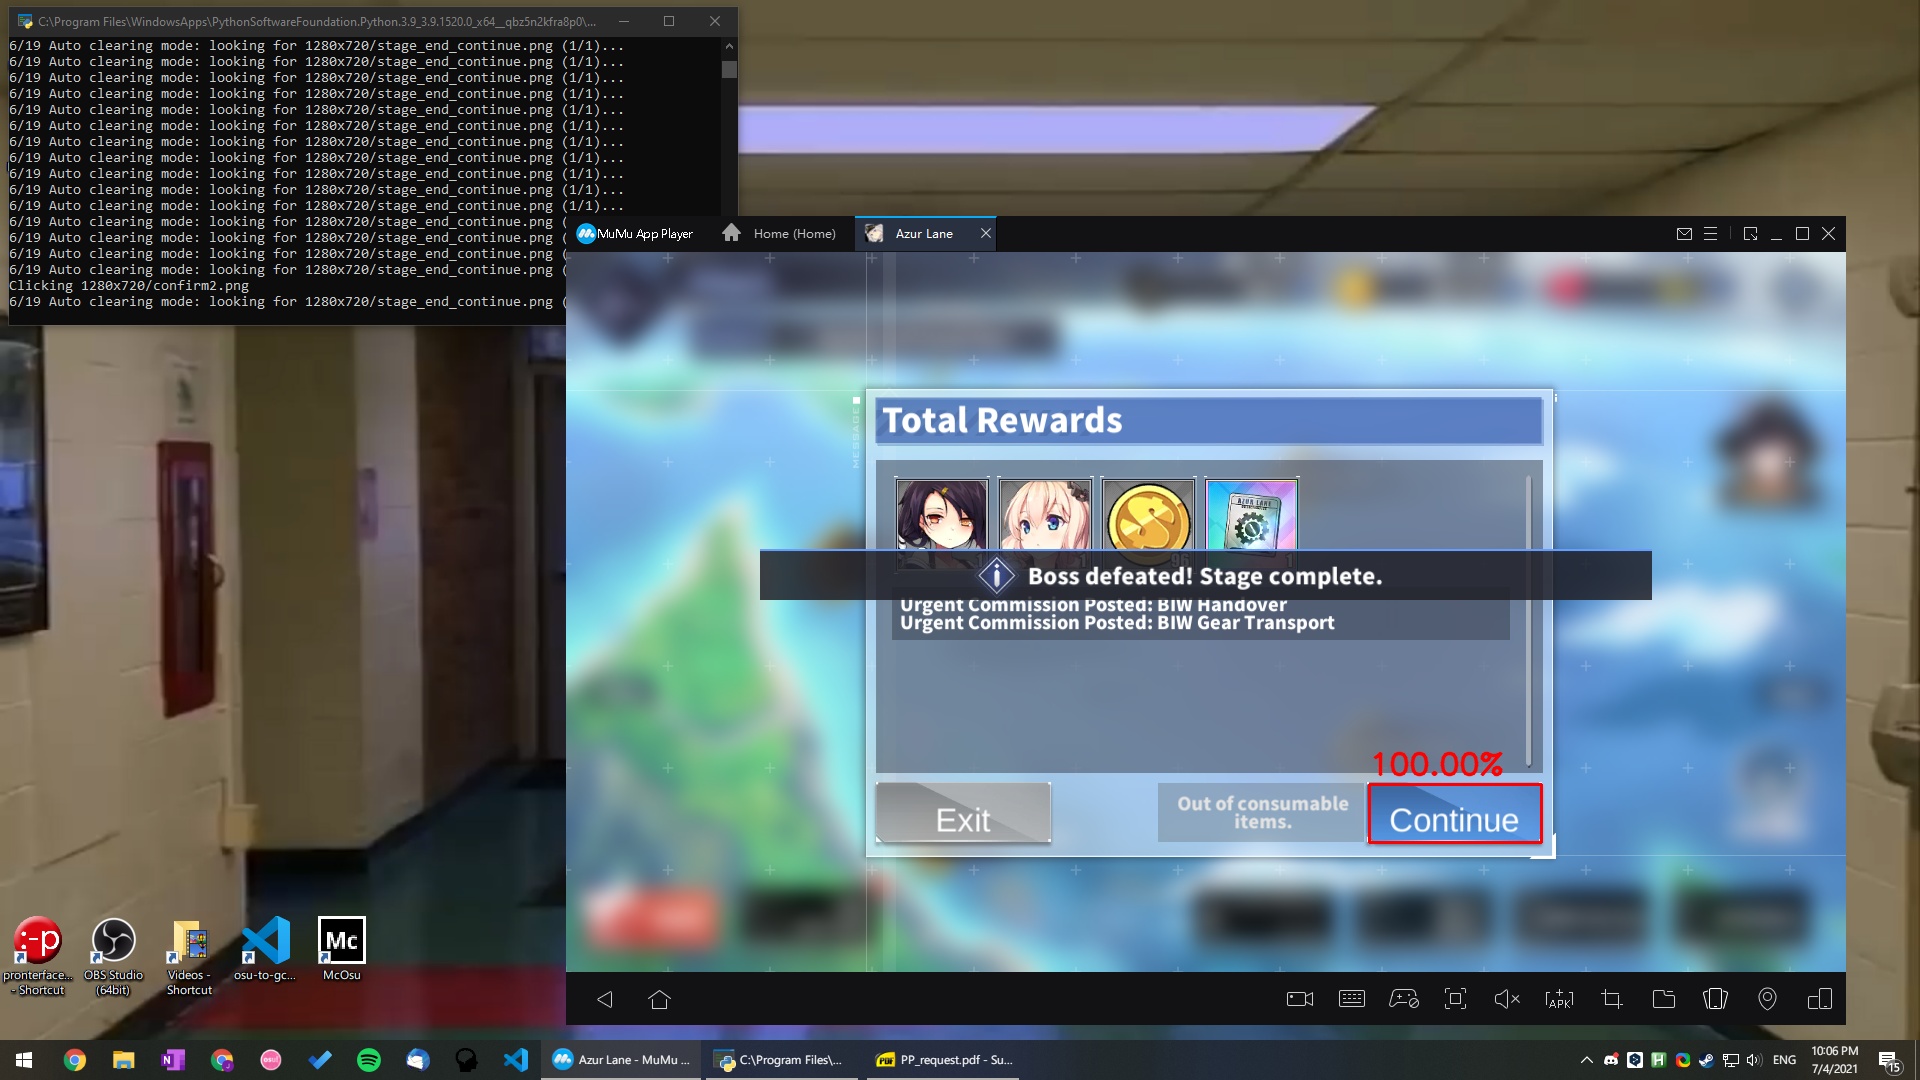 C:\Program Files\WindowsApps\PythonSoftwareFoundation.Python.3.9_3.9.1520.0_x64__qbz5n2kfra8p0\...
6/19 Auto clearing mode: looking for 1280x720/stage_end_continue.png (1/1)...
6/19 Auto clearing mode: looking for 1280x720/stage_end_continue.png (1/1)...
6/19 Auto clearing mode: looking for 1280x720/stage_end_continue.png (1/1)...
6/19 Auto clearing mode: looking for 1280x720/stage_end_continue.png (1/1)...
6/19 Auto clearing mode: looking for 1280x720/stage_end_continue.png (1/1)...
6/19 Auto clearing mode: looking for 1280x720/stage_end_continue.png (1/1)...
6/19 Auto clearing mode: looking for 1280x720/stage_end_continue.png (1/1)...
6/19 Auto clearing mode: looking for 1280x720/stage_end_continue.png (1/1)...
6/19 Auto clearing mode: looking for 1280x720/stage_end_continue.png (1/1)...
6/19 Auto clearing mode: looking for 1280x720/stage_end_continue.png (1/1)...
6/19 Auto clearing mode: looking for 1280x720/stage_end_continue.png (1/1)...
6/19 Auto clearing mode: looking for 1280x720/stage_end_continue.png (
6/19 Auto clearing mode: looking for 1280x720/stage_end_continue.png (
6/19 Auto clearing mode: looking for 1280x720/stage_end_continue.png (
6/19 Auto clearing mode: looking for 1280x720/stage_end_continue.png (
Clicking 1280x720/confirm2.png
6/19 Auto clearing mode: looking for 1280x720/stage_end_continue.png (
MuMu App Player
Home (Home)
Azur Lane
MESSAGE
Total Rewards
AZUR LANE
96
1
Boss defeated! Stage complete.
Urgent Commission Posted: BIW Handover
Urgent Commission Posted: BIW Gear Transport
100.00%
Exit
Out of consumable
items.
Continue
APK
:-p
Mc
pronterface...
- Shortcut
OBS Studio
(64bit)
Videos -
Shortcut
osu-to-gc...
McOsu
Azur Lane - MuMu ...
C:\Program Files\...
PDF
PP_request.pdf - Su...
ENG
10:06 PM
7/4/2021
15